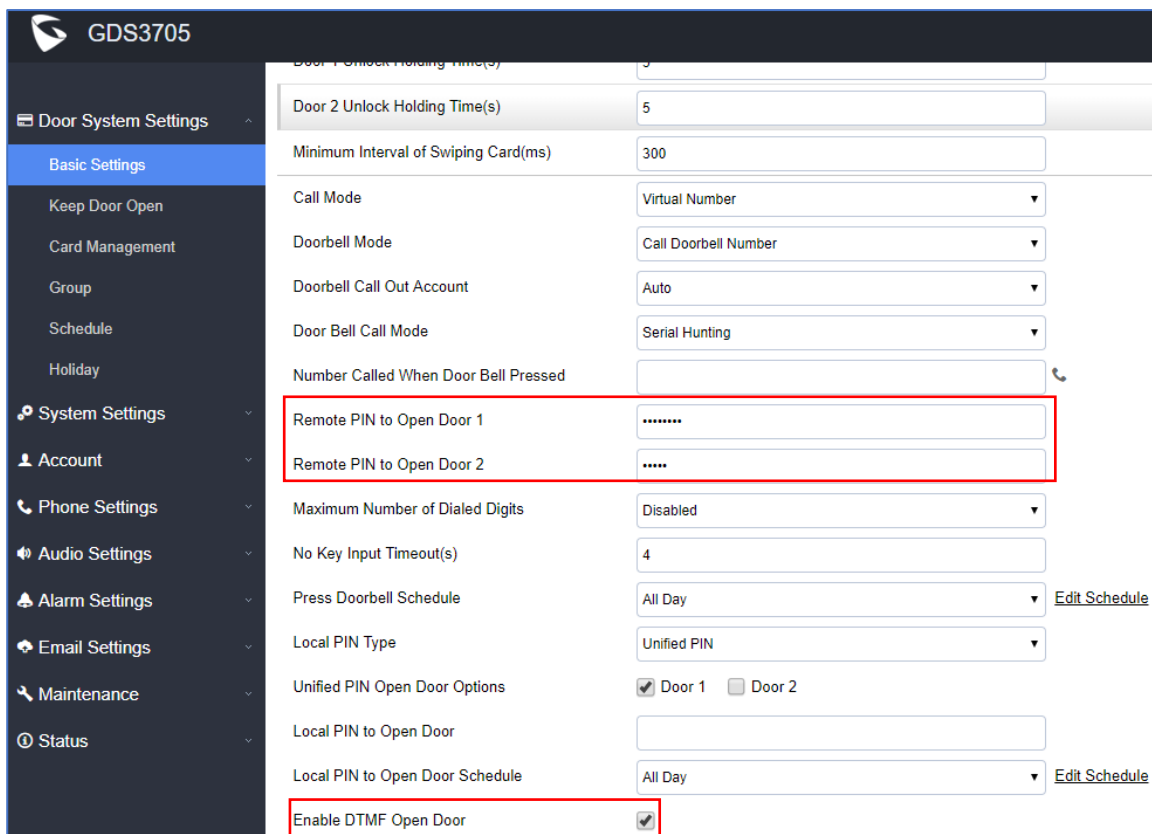 GDS3705
Door System Settings
Basic Settings
Keep Door Open
Card Management
Group
Schedule
Holiday
System Settings
Account
Phone Settings
Audio Settings
Alarm Settings
Email Settings
Maintenance
Status
Door 1 Unlock Holding Time(s) 5
Door 2 Unlock Holding Time(s) 5
Minimum Interval of Swiping Card(ms) 300
Call Mode Virtual Number
Doorbell Mode Call Doorbell Number
Doorbell Call Out Account Auto
Door Bell Call Mode Serial Hunting
Number Called When Door Bell Pressed
Remote PIN to Open Door 1 ••••••••
Remote PIN to Open Door 2 •••••
Maximum Number of Dialed Digits Disabled
No Key Input Timeout(s) 4
Press Doorbell Schedule All Day Edit Schedule
Local PIN Type Unified PIN
Unified PIN Open Door Options Door 1 Door 2
Local PIN to Open Door
Local PIN to Open Door Schedule All Day Edit Schedule
Enable DTMF Open Door